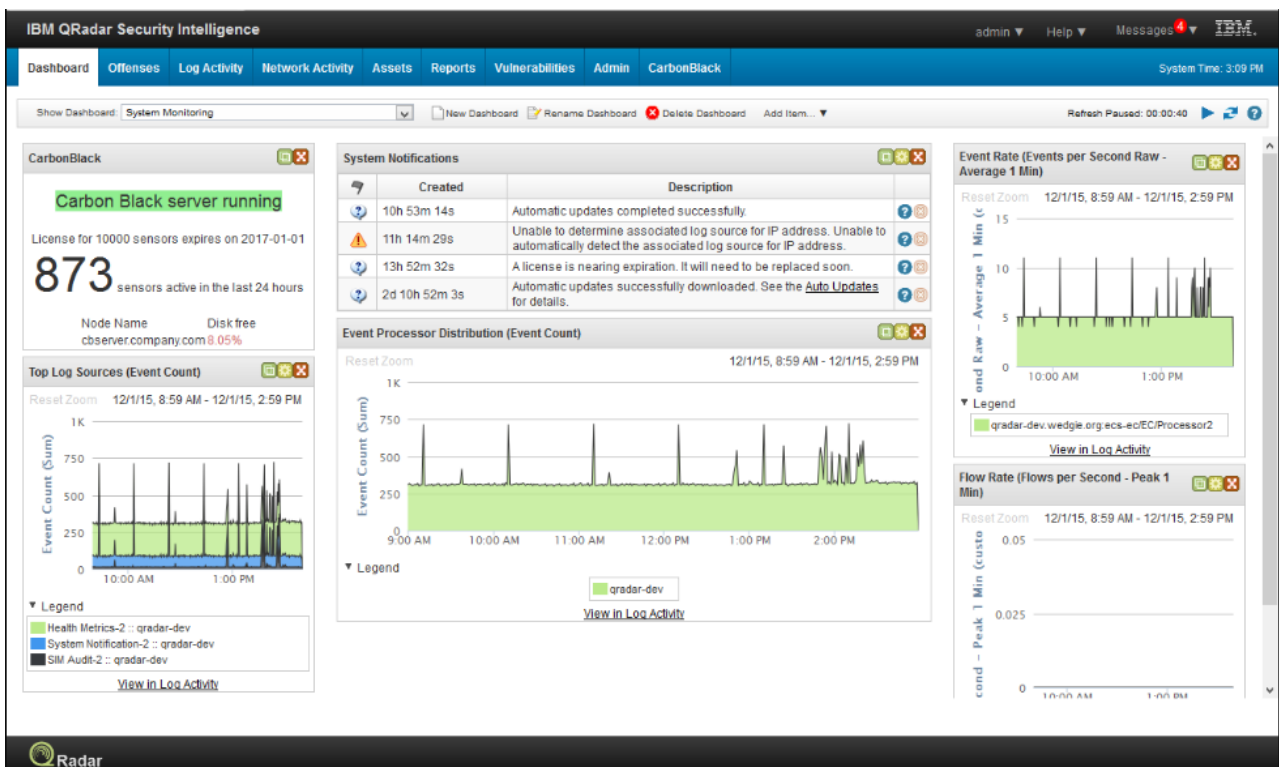 IBM QRadar Security Intelligence
admin ▼ Help ▼ Messages 4 ▼ IBM.
Dashboard Offenses Log Activity Network Activity Assets Reports Vulnerabilities Admin CarbonBlack System Time: 3:09 PM
Show Dashboard: System Monitoring New Dashboard Rename Dashboard Delete Dashboard Add Item... ▼ Refresh Paused: 00:00:40
CarbonBlack
Carbon Black server running
License for 10000 sensors expires on 2017-01-01
873 sensors active in the last 24 hours
Node Name Disk free
cbserver.company.com 8.05%
Top Log Sources (Event Count)
Reset Zoom 12/1/15, 8:59 AM - 12/1/15, 2:59 PM
Event Count (Sum)
1K
750
500
250
0
10:00 AM 1:00 PM
▼ Legend
Health Metrics-2 :: qradar-dev
System Notification-2 :: qradar-dev
SIM Audit-2 :: qradar-dev
View in Log Activity
System Notifications
Created Description
10h 53m 14s Automatic updates completed successfully.
11h 14m 29s Unable to determine associated log source for IP address. Unable to
automatically detect the associated log source for IP address.
13h 52m 32s A license is nearing expiration. It will need to be replaced soon.
2d 10h 52m 3s Automatic updates successfully downloaded. See the Auto Updates
for details.
Event Processor Distribution (Event Count)
Reset Zoom 12/1/15, 8:59 AM - 12/1/15, 2:59 PM
Event Count (Sum)
1K
750
500
250
0
9:00 AM 10:00 AM 11:00 AM 12:00 PM 1:00 PM 2:00 PM
▼ Legend
qradar-dev
View in Log Activity
Event Rate (Events per Second Raw -
Average 1 Min)
Reset Zoom 12/1/15, 8:59 AM - 12/1/15, 2:59 PM
ond Raw - Average 1 Min (c
15
10
5
0
10:00 AM 1:00 PM
▼ Legend
qradar-dev.wedgie.org:ecs-ec/EC/Processor2
View in Log Activity
Flow Rate (Flows per Second - Peak 1
Min)
Reset Zoom 12/1/15, 8:59 AM - 12/1/15, 2:59 PM
cond - Peak 1 Min (custo
0.05
0.025
0
10:00 AM 1:00 PM
QRadar